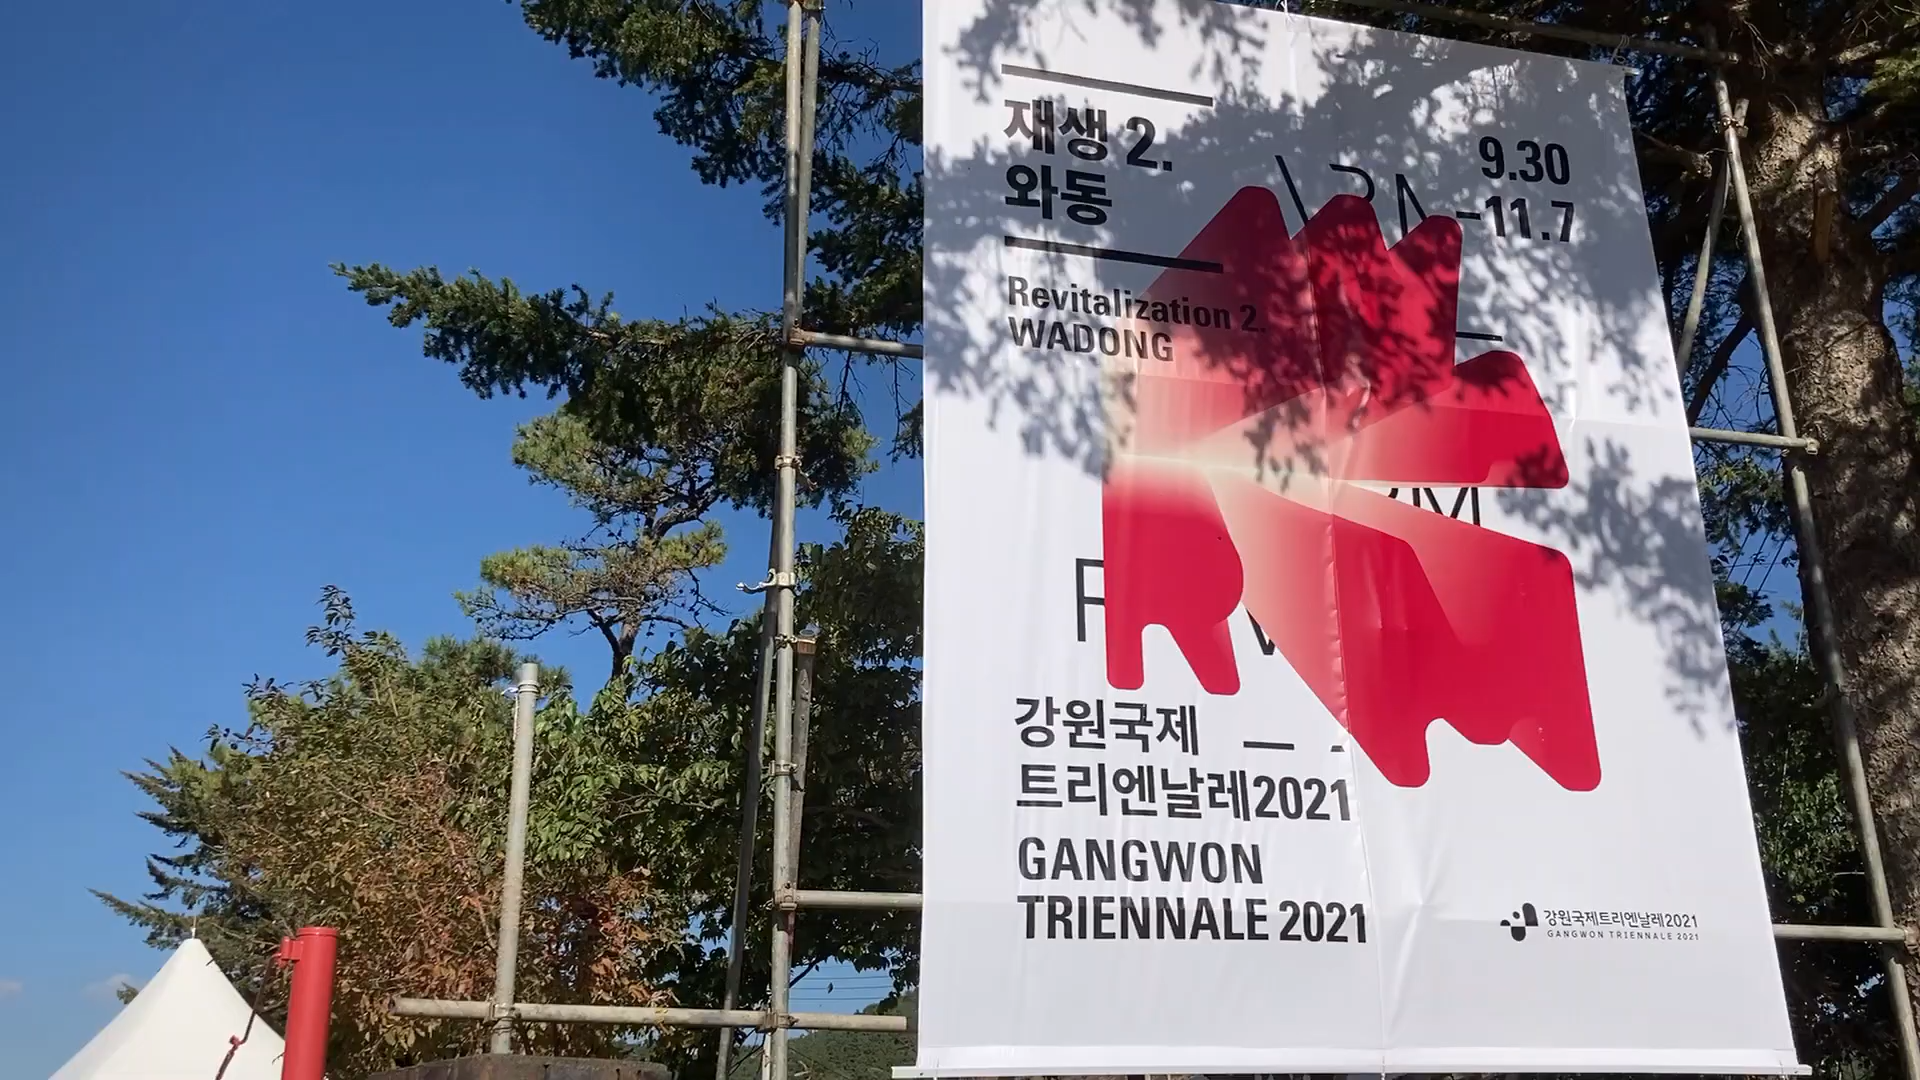 재생 2.
와동
9.30
-11.7
Revitalization 2.
WADONG
강원국제
트리엔날레2021
GANGWON
TRIENNALE 2021
강원국제트리엔날레2021
GANGWON TRIENNALE 2021